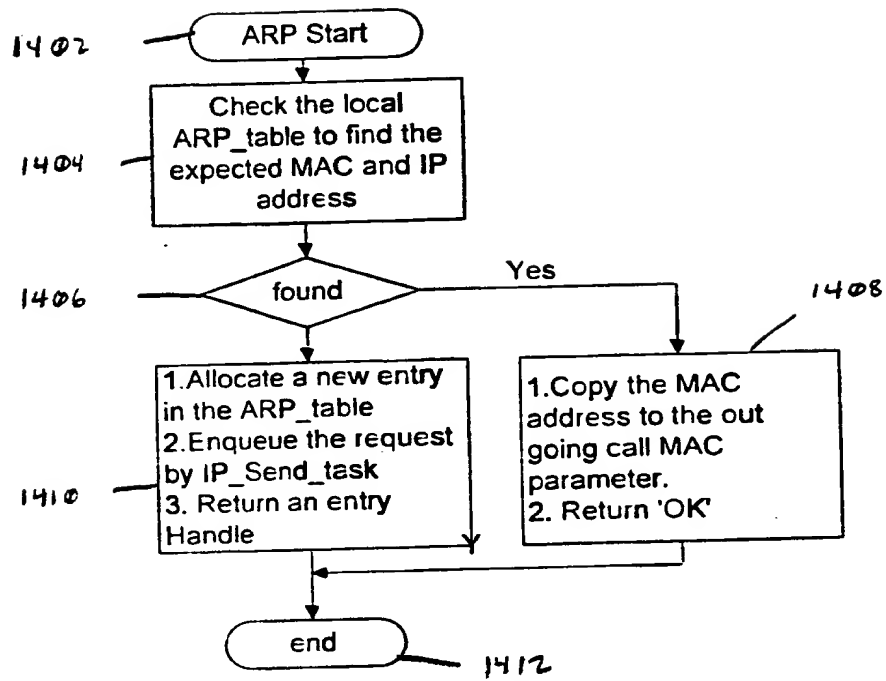 1402
ARP Start
1404
Check the local
ARP_table to find the
expected MAC and IP
address
1406
found
Yes
1408
1410
1.Allocate a new entry
in the ARP_table
2.Enqueue the request
by IP_Send_task
3. Return an entry
Handle
1.Copy the MAC
address to the out
going call MAC
parameter.
2. Return 'OK'
end
1412